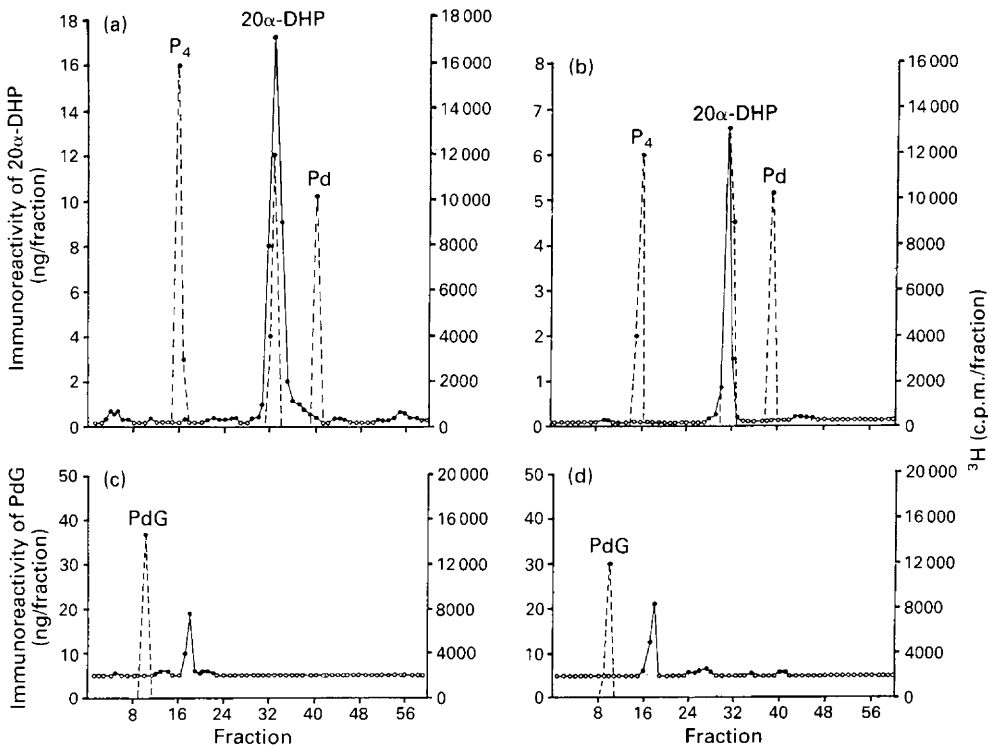 (a)
P4
20α-DHP
Pd
18
16
14
12
10
8
6
4
2
0
18 000
16 000
14 000
12 000
10 000
8000
6000
4000
2000
0
Immunoreactivity of 20α-DHP
(ng/fraction)
(b)
P4
20α-DHP
Pd
8
7
6
5
4
3
2
1
0
16 000
14 000
12 000
10 000
8000
6000
4000
2000
0
³H (c.p.m./fraction)
(c)
PdG
50
40
30
20
10
0
20 000
16 000
12 000
8000
4000
0
8 16 24 32 40 48 56
Fraction
Immunoreactivity of PdG
(ng/fraction)
(d)
PdG
50
40
30
20
10
0
20 000
16 000
12 000
8000
4000
0
8 16 24 32 40 48 56
Fraction